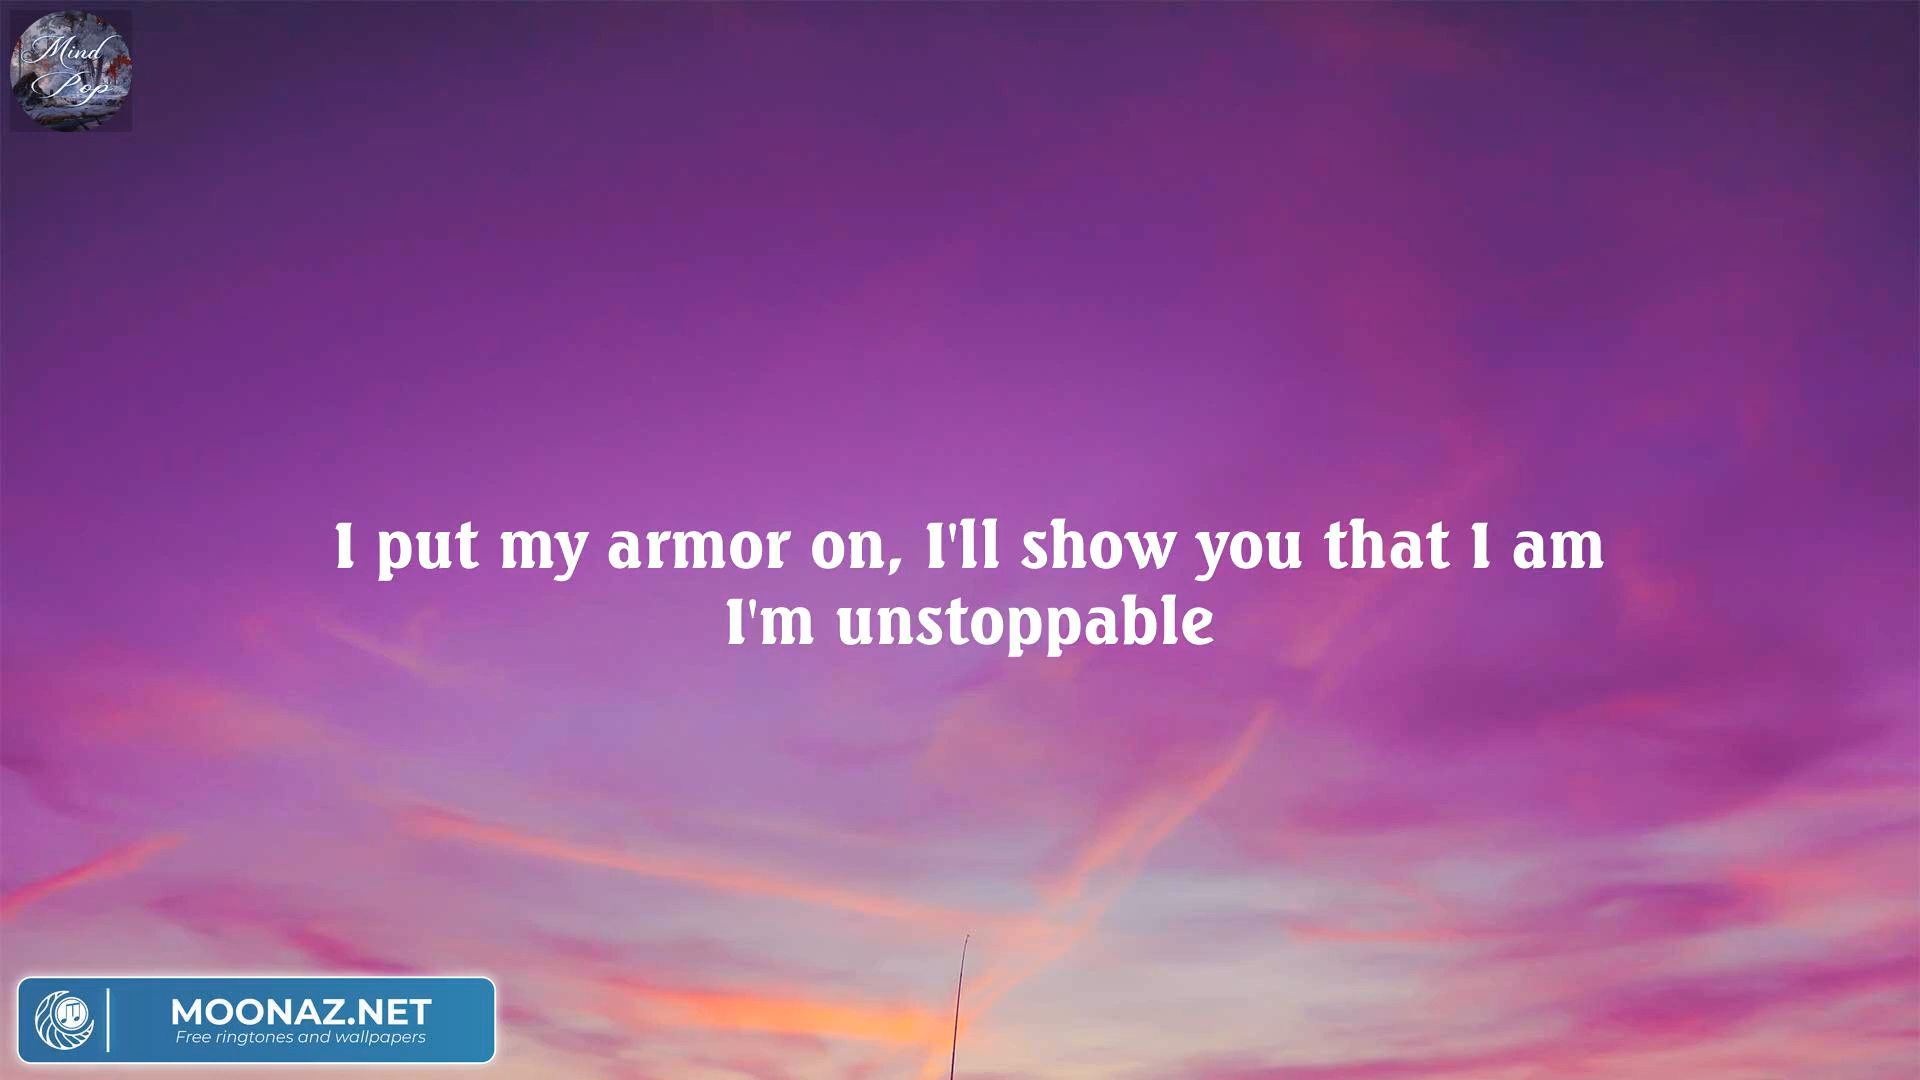 Mind
Pop
I put my armor on, I'll show you that I am
I'm unstoppable
MOONAZ.NET
Free ringtones and wallpapers